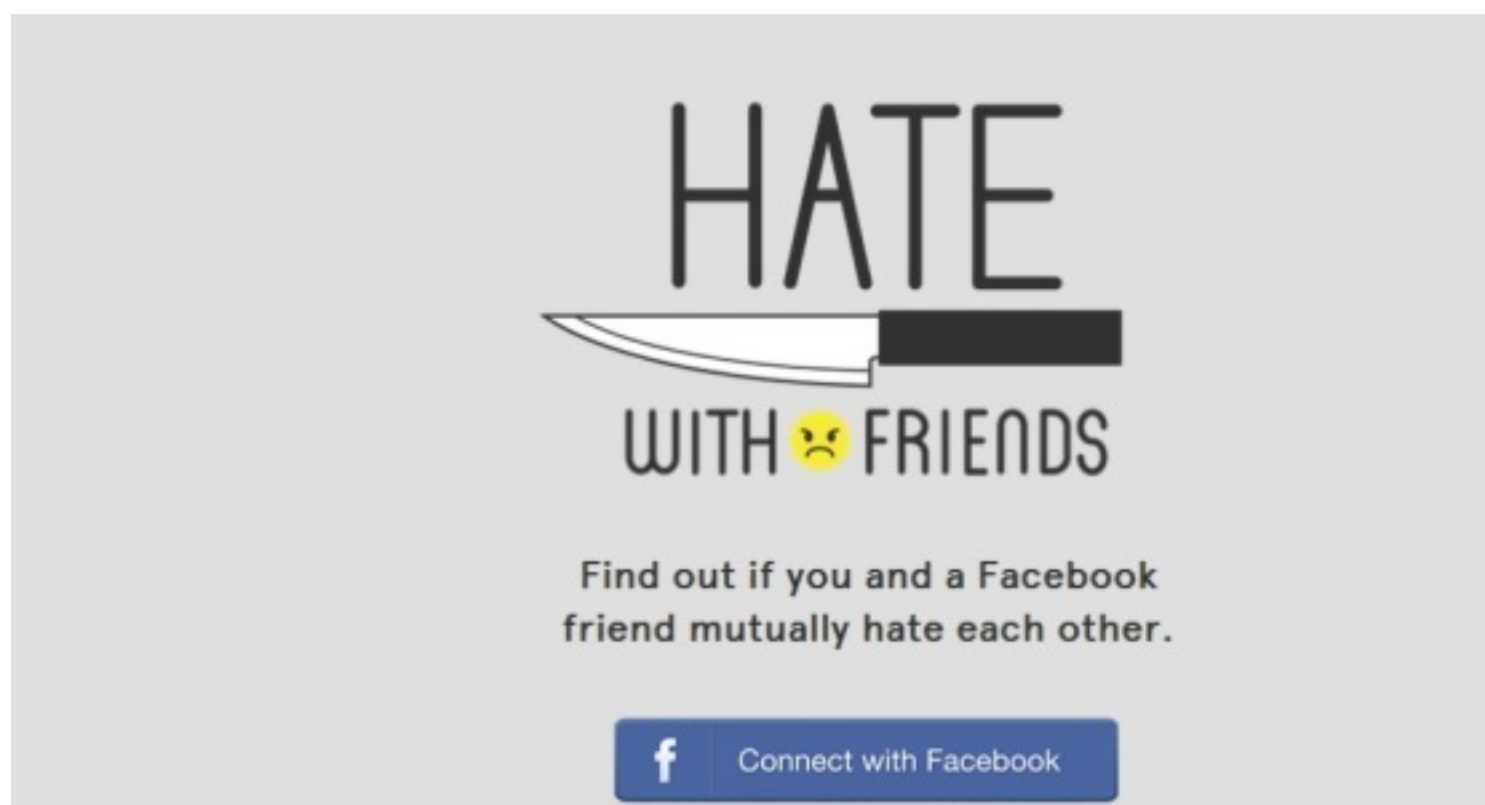 HATE
WITH FRIENDS
Find out if you and a Facebook
friend mutually hate each other.
f Connect with Facebook